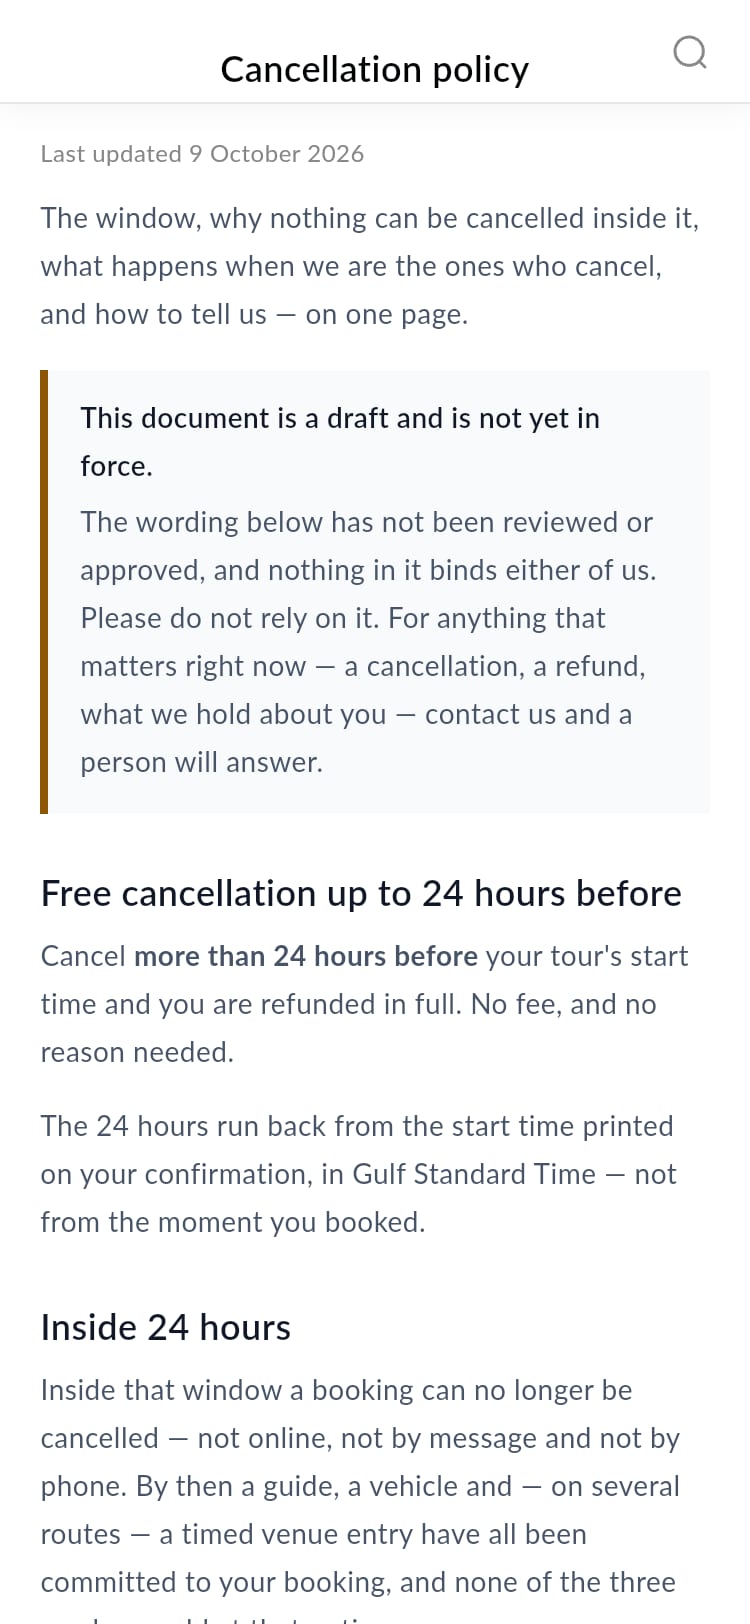 Cancellation policy
Last updated 9 October 2026
The window, why nothing can be cancelled inside it,
what happens when we are the ones who cancel,
and how to tell us — on one page.
This document is a draft and is not yet in
force.
The wording below has not been reviewed or
approved, and nothing in it binds either of us.
Please do not rely on it. For anything that
matters right now — a cancellation, a refund,
what we hold about you — contact us and a
person will answer.
Free cancellation up to 24 hours before
Cancel more than 24 hours before your tour's start
time and you are refunded in full. No fee, and no
reason needed.
The 24 hours run back from the start time printed
on your confirmation, in Gulf Standard Time — not
from the moment you booked.
Inside 24 hours
Inside that window a booking can no longer be
cancelled — not online, not by message and not by
phone. By then a guide, a vehicle and — on several
routes — a timed venue entry have all been
committed to your booking, and none of the three